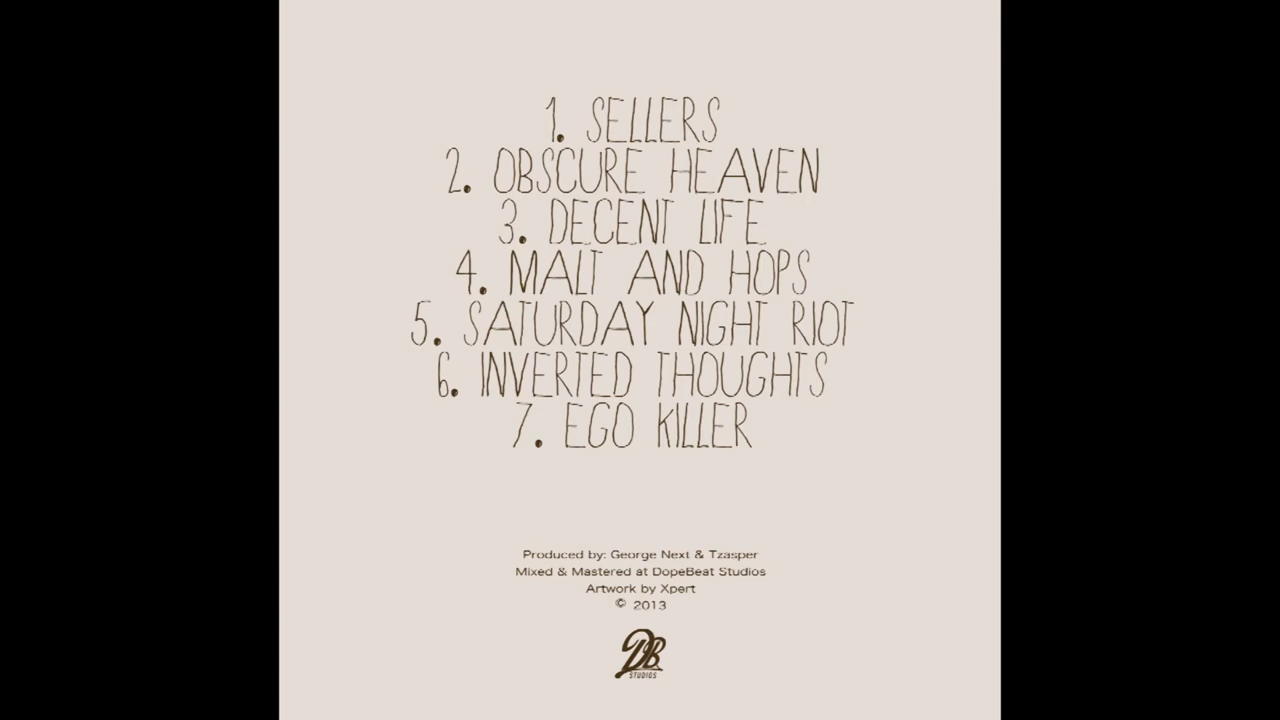 1. SELLERS
2. OBSCURE HEAVEN
3. DECENT LIFE
4. MALT AND HOPS
5. SATURDAY NIGHT RIOT
6. INVERTED THOUGHTS
7. EGO KILLER
Produced by: George Next & Tzasper
Mixed & Mastered at DopeBeat Studios
Artwork by Xpert
© 2013
DB
STUDIOS